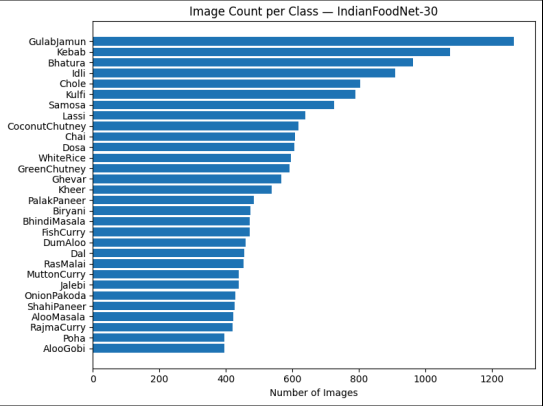 Image Count per Class — IndianFoodNet-30
GulabJamun
Kebab
Bhatura
Idli
Chole
Kulfi
Samosa
Lassi
CoconutChutney
Chai
Dosa
WhiteRice
GreenChutney
Ghevar
Kheer
PalakPaneer
Biryani
BhindiMasala
FishCurry
DumAloo
Dal
RasMalai
MuttonCurry
Jalebi
OnionPakoda
ShahiPaneer
AlooMasala
RajmaCurry
Poha
AlooGobi
0 200 400 600 800 1000 1200
Number of Images